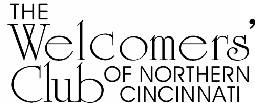 THE
Welcomers'
Club OF NORTHERN
CINCINNATI